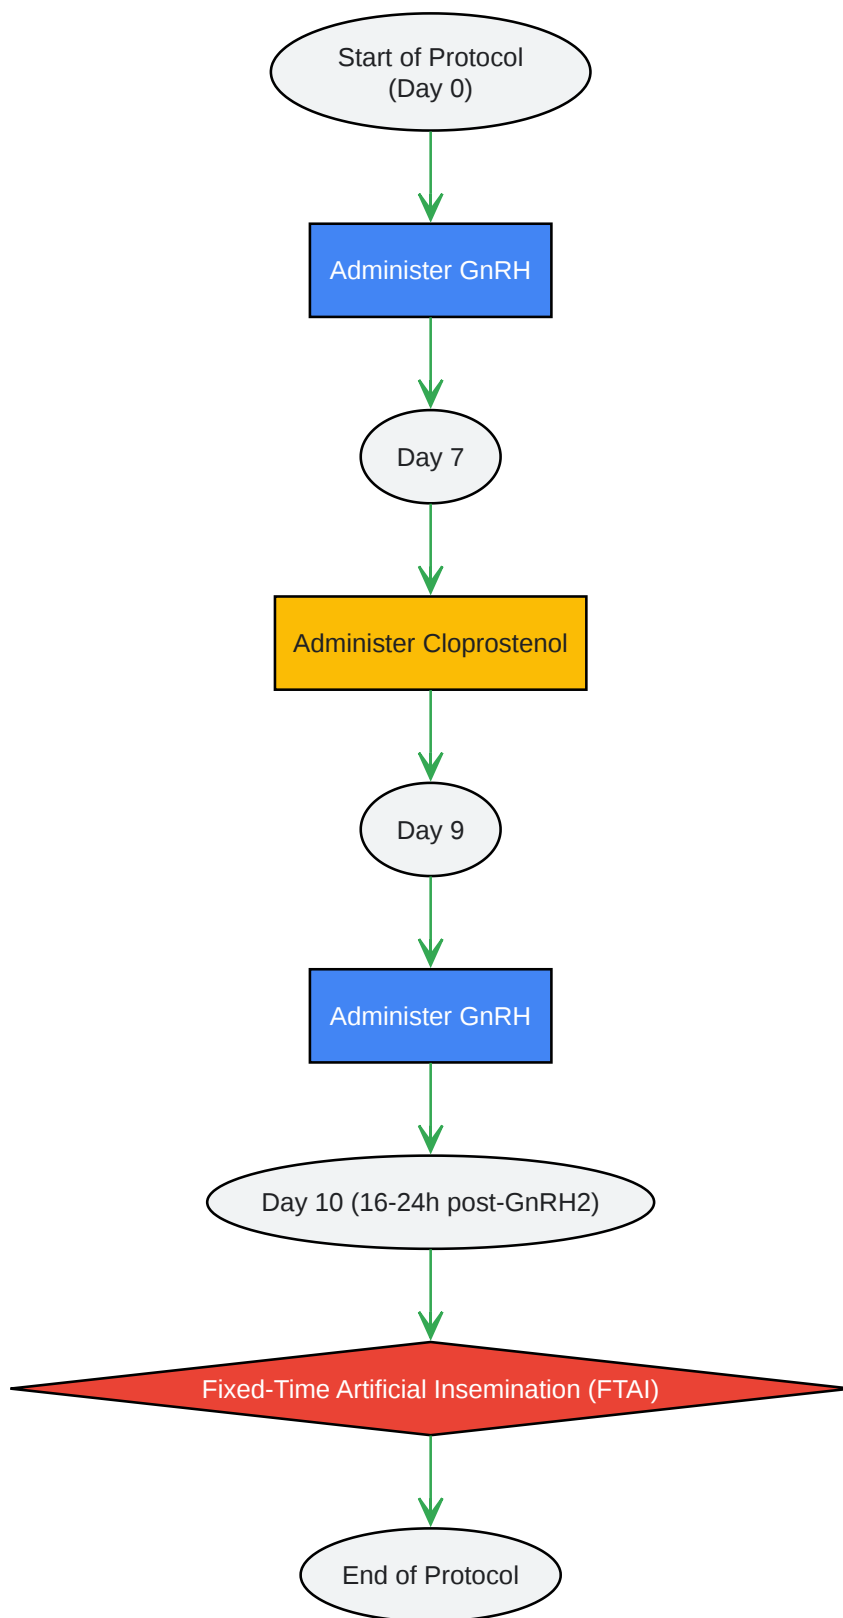 Start of Protocol
(Day 0)
Administer GnRH
Day 7
Administer Cloprostenol
Day 9
Administer GnRH
Day 10 (16-24h post-GnRH2)
Fixed-Time Artificial Insemination (FTAI)
End of Protocol